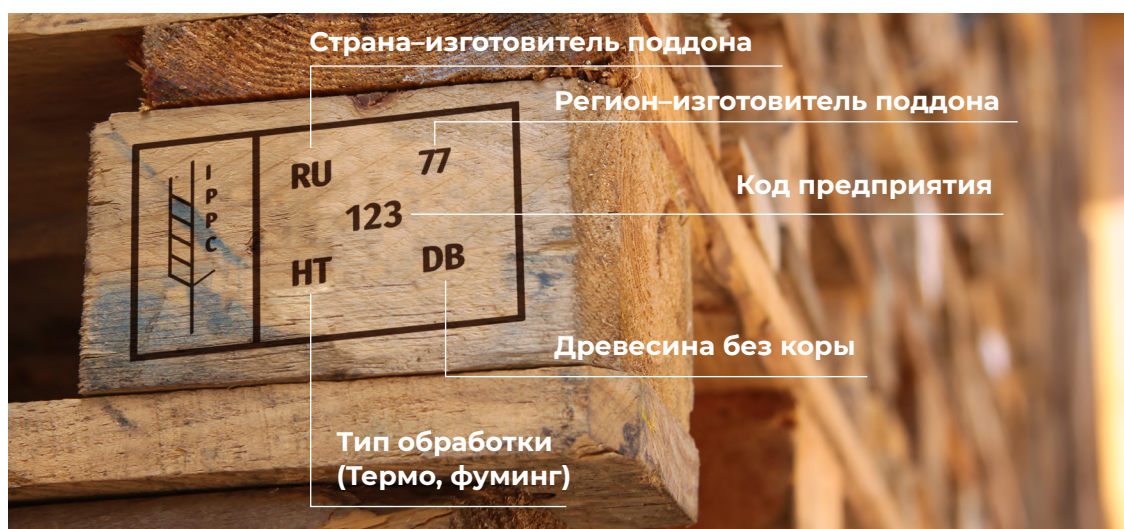 Страна–изготовитель поддона
Регион–изготовитель поддона
IPPC
RU 77
Код предприятия
123
HT DB
Древесина без коры
Тип обработки
(Термо, фуминг)